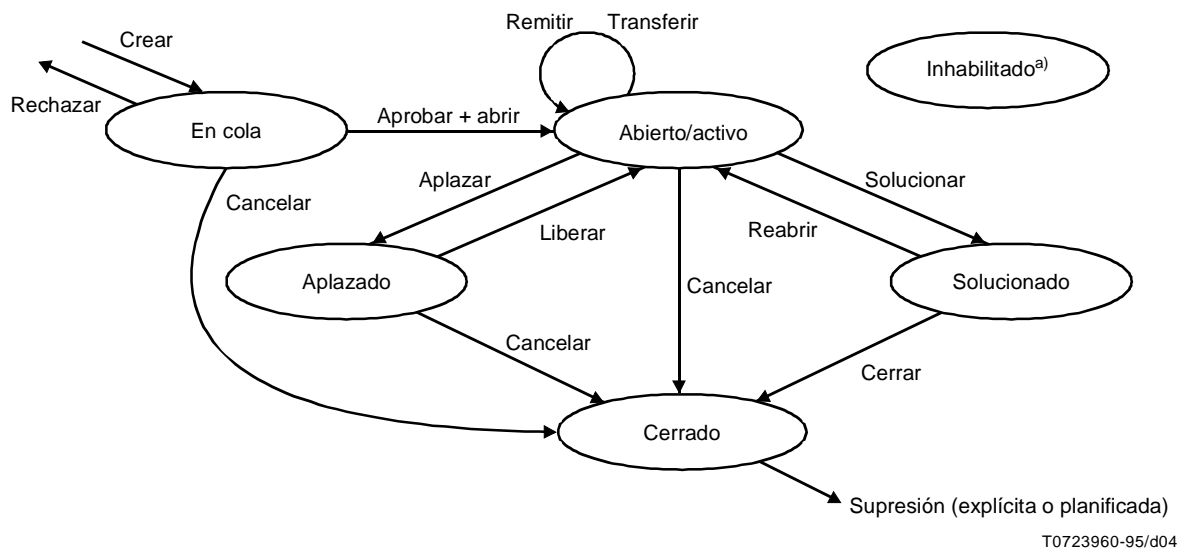 Remitir Transferir
Crear
Inhabilitado a)
Rechazar
En cola
Aprobar + abrir
Abierto/activo
Aplazar
Solucionar
Cancelar
Liberar
Reabrir
Aplazado
Cancelar
Solucionado
Cancelar
Cerrar
Cerrado
Supresión (explícita o planificada)
T0723960-95/d04